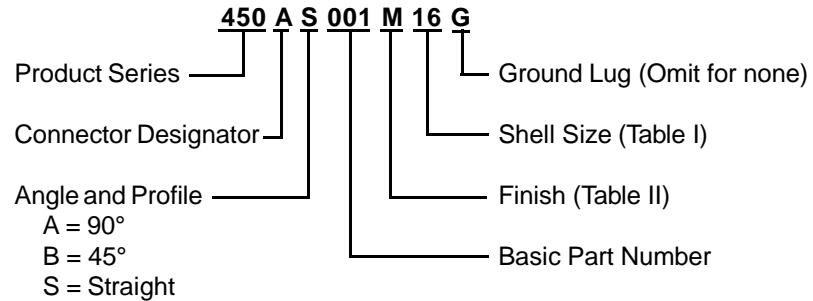 450 A S 001 M 16 G
Product Series
Connector Designator
Angle and Profile
A = 90°
B = 45°
S = Straight
Ground Lug (Omit for none)
Shell Size (Table I)
Finish (Table II)
Basic Part Number